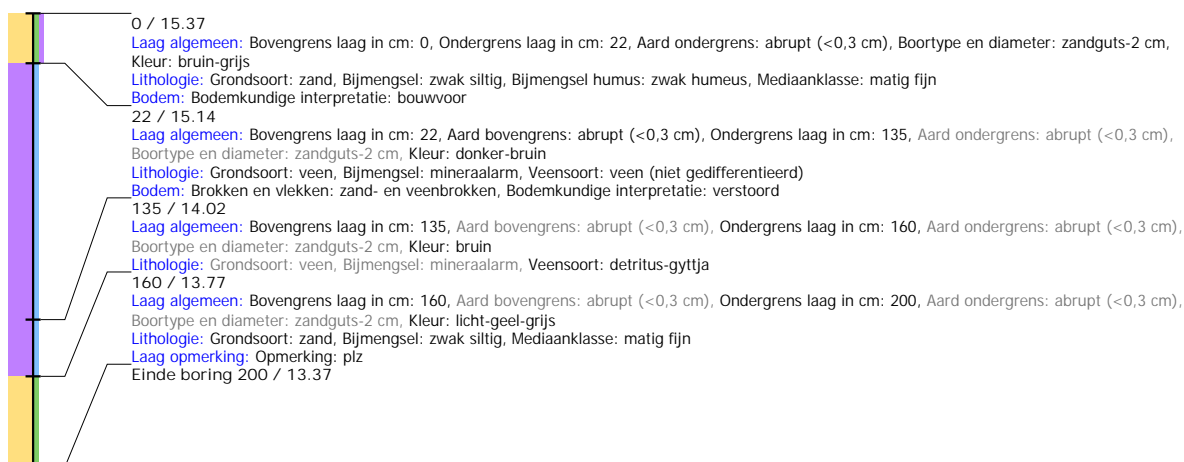 0 / 15.37
Laag algemeen: Bovengrens laag in cm: 0, Ondergrens laag in cm: 22, Aard ondergrens: abrupt (<0,3 cm), Boortype en diameter: zandguts-2 cm,
Kleur: bruin-grijs
Lithologie: Grondsoort: zand, Bijmengsel: zwak siltig, Bijmengsel humus: zwak humeus, Mediaanklasse: matig fijn
Bodem: Bodemkundige interpretatie: bouwvoor
22 / 15.14
Laag algemeen: Bovengrens laag in cm: 22, Aard bovengrens: abrupt (<0,3 cm), Ondergrens laag in cm: 135, Aard ondergrens: abrupt (<0,3 cm),
Boortype en diameter: zandguts-2 cm, Kleur: donker-bruin
Lithologie: Grondsoort: veen, Bijmengsel: mineraalarm, Veensoort: veen (niet gedifferentieerd)
Bodem: Brokken en vlekken: zand- en veenbrokken, Bodemkundige interpretatie: verstoord
135 / 14.02
Laag algemeen: Bovengrens laag in cm: 135, Aard bovengrens: abrupt (<0,3 cm), Ondergrens laag in cm: 160, Aard ondergrens: abrupt (<0,3 cm),
Boortype en diameter: zandguts-2 cm, Kleur: bruin
Lithologie: Grondsoort: veen, Bijmengsel: mineraalarm, Veensoort: detritus-gyttja
160 / 13.77
Laag algemeen: Bovengrens laag in cm: 160, Aard bovengrens: abrupt (<0,3 cm), Ondergrens laag in cm: 200, Aard ondergrens: abrupt (<0,3 cm),
Boortype en diameter: zandguts-2 cm, Kleur: licht-geel-grijs
Lithologie: Grondsoort: zand, Bijmengsel: zwak siltig, Mediaanklasse: matig fijn
Laag opmerking: Opmerking: plz
Einde boring 200 / 13.37